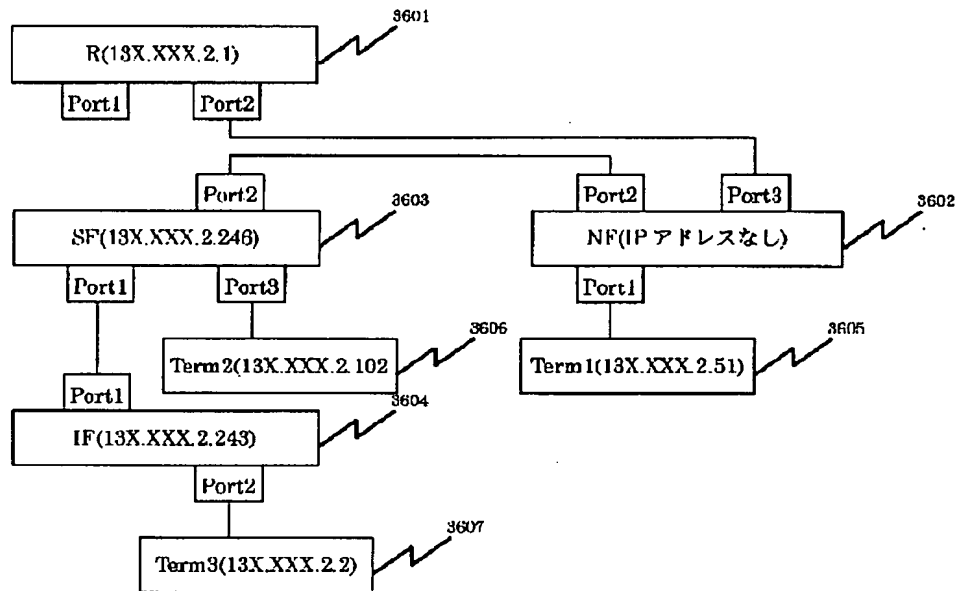 3601
R(13X.XXX.2.1)
Port1 Port2
Port2 Port2 Port3
3603 3602
SF(13X.XXX.2.246) NF(IPアドレスなし)
Port1 Port3 Port1
3606 3605
Term2(13X.XXX.2.102 Term1(13X.XXX.2.51)
Port1 3604
IF(13X.XXX.2.243)
Port2
3607
Term3(13X.XXX.2.2)